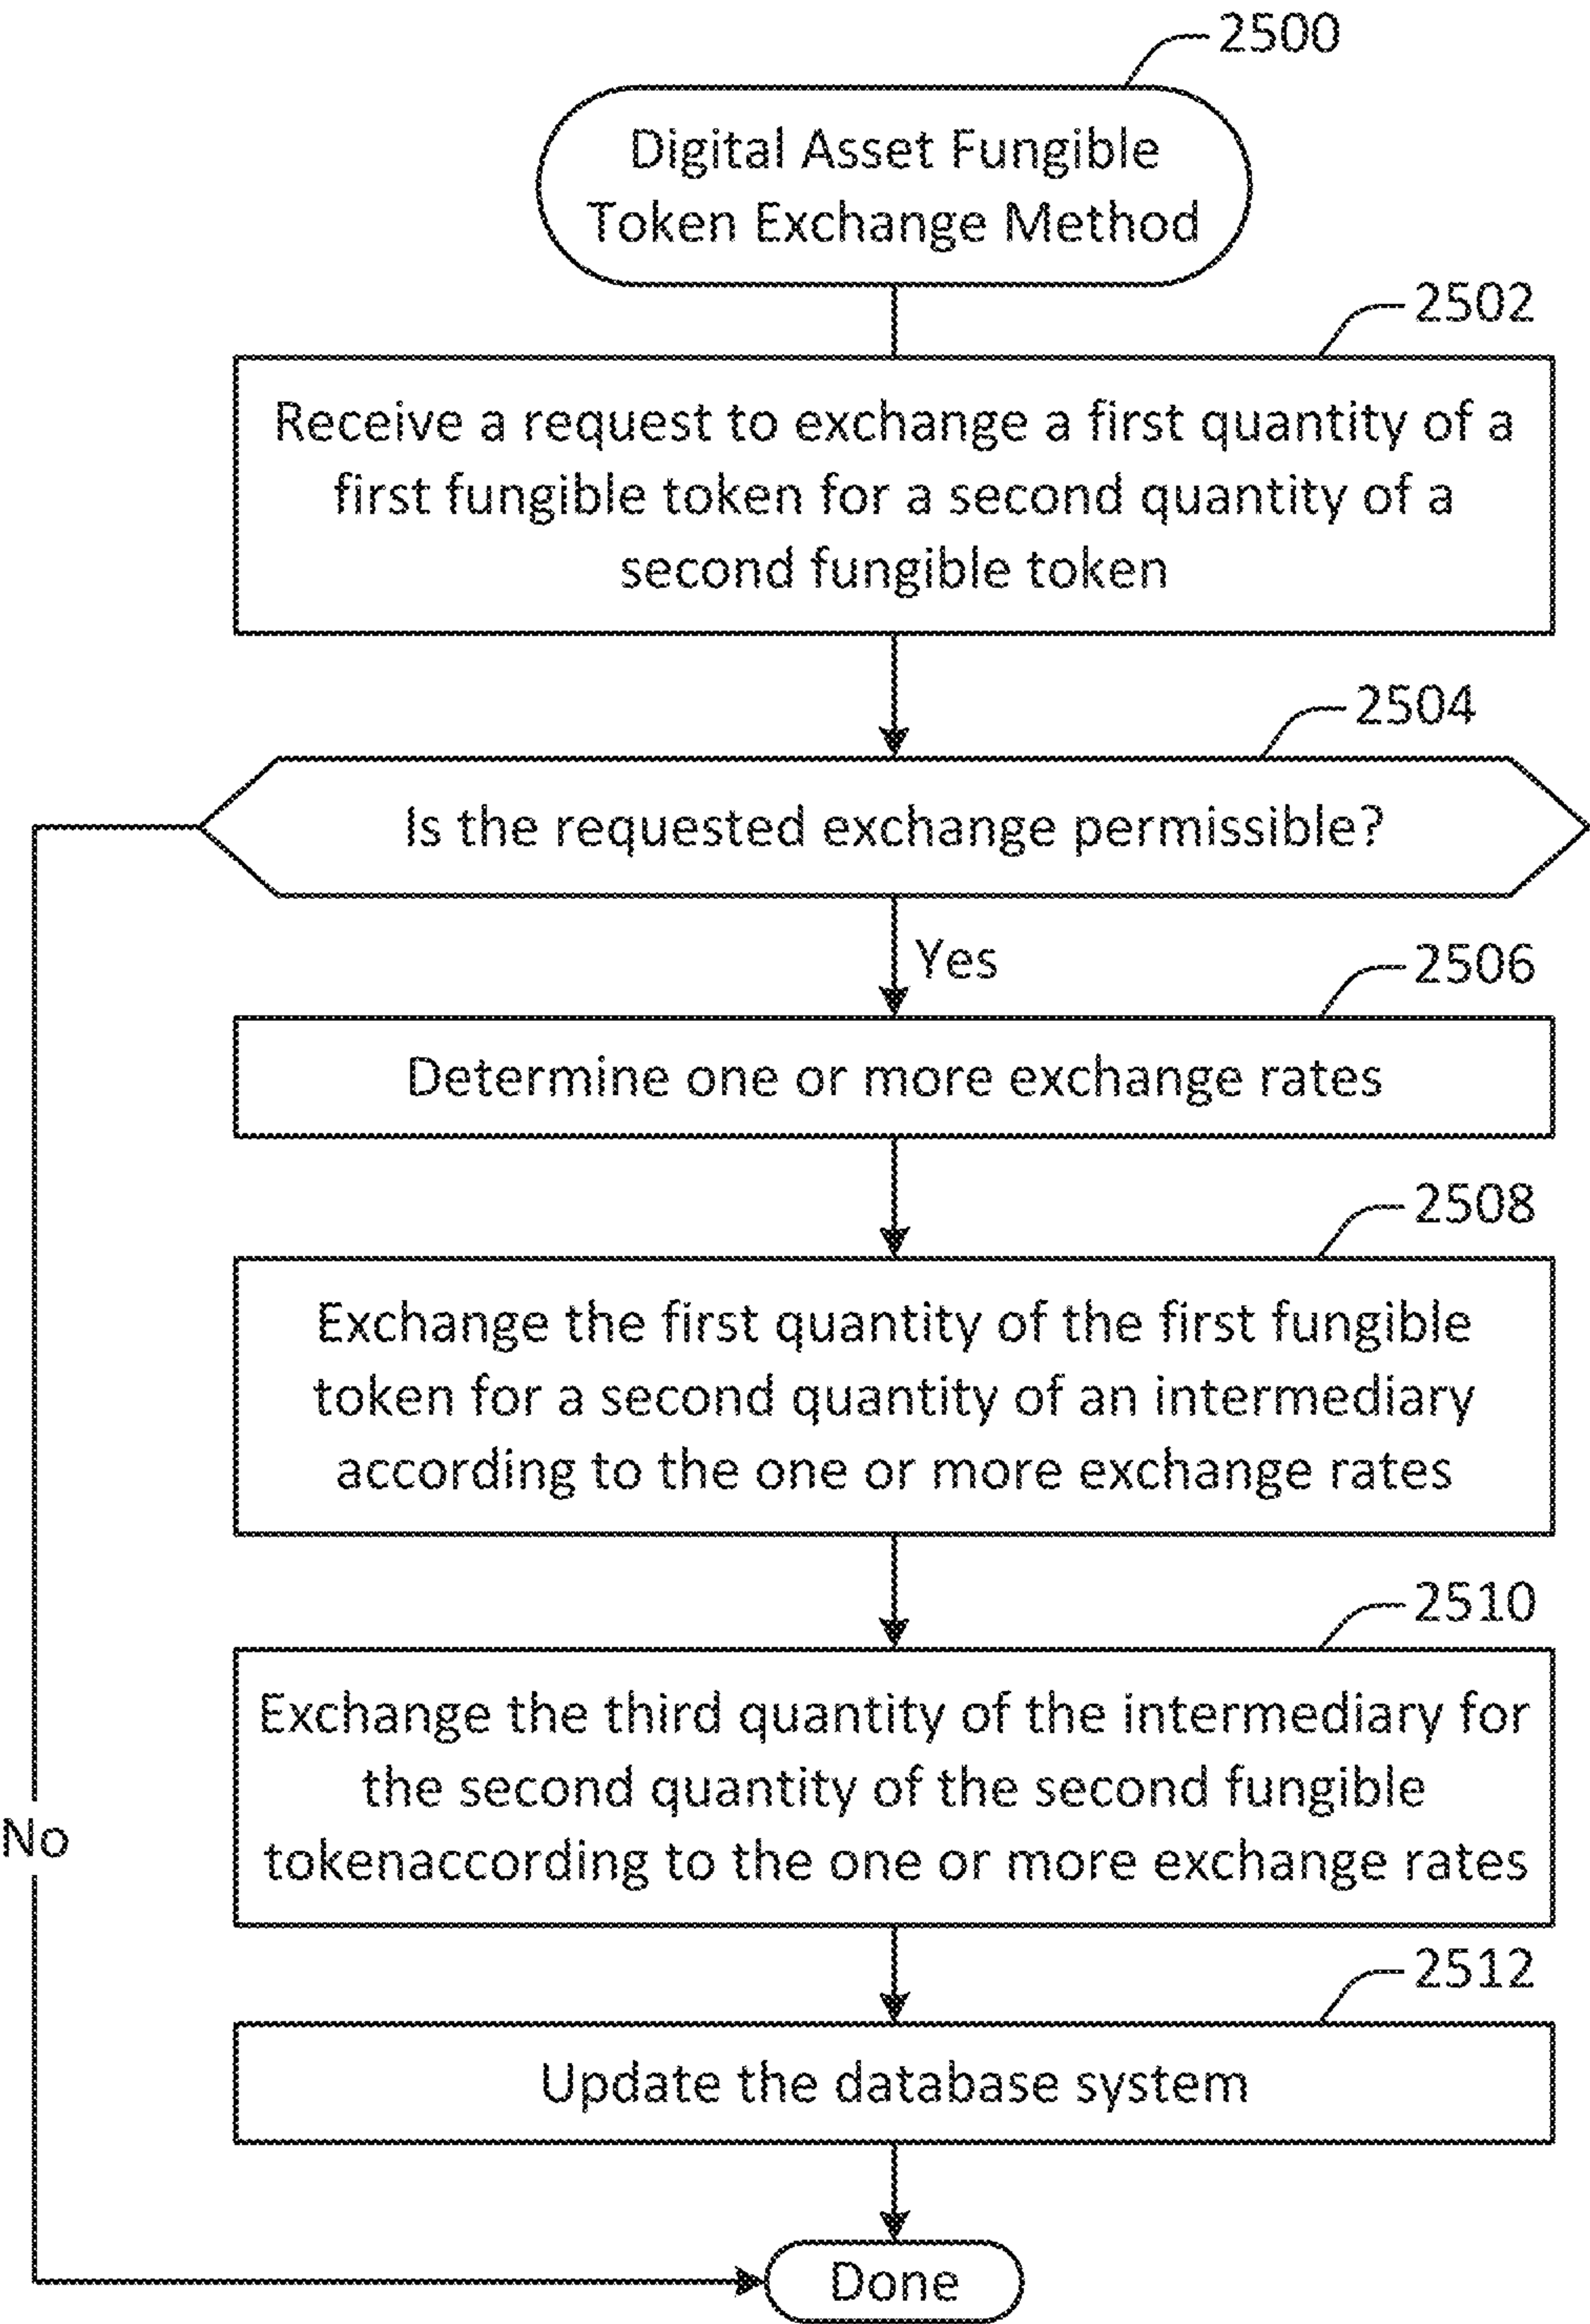 2500
Digital Asset Fungible
Token Exchange Method
2502
Receive a request to exchange a first quantity of a
first fungible token for a second quantity of a
second fungible token
2504
Is the requested exchange permissible?
Yes
2506
Determine one or more exchange rates
2508
Exchange the first quantity of the first fungible
token for a second quantity of an intermediary
according to the one or more exchange rates
2510
Exchange the third quantity of the intermediary for
the second quantity of the second fungible
tokenaccording to the one or more exchange rates
No
2512
Update the database system
Done